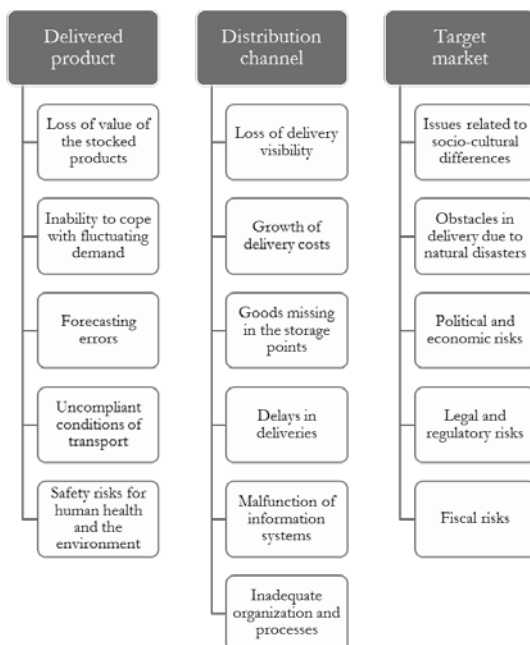 Delivered
product
Loss of value of
the stocked
products
Inability to cope
with fluctuating
demand
Forecasting
errors
Uncompliant
conditions of
transport
Safety risks for
human health
and the
environment
Distribution
channel
Loss of delivery
visibility
Growth of
delivery costs
Goods missing
in the storage
points
Delays in
deliveries
Malfunction of
information
systems
Inadequate
organization and
processes
Target
market
Issues related to
socio-cultural
differences
Obstacles in
delivery due to
natural disasters
Political and
economic risks
Legal and
regulatory risks
Fiscal risks